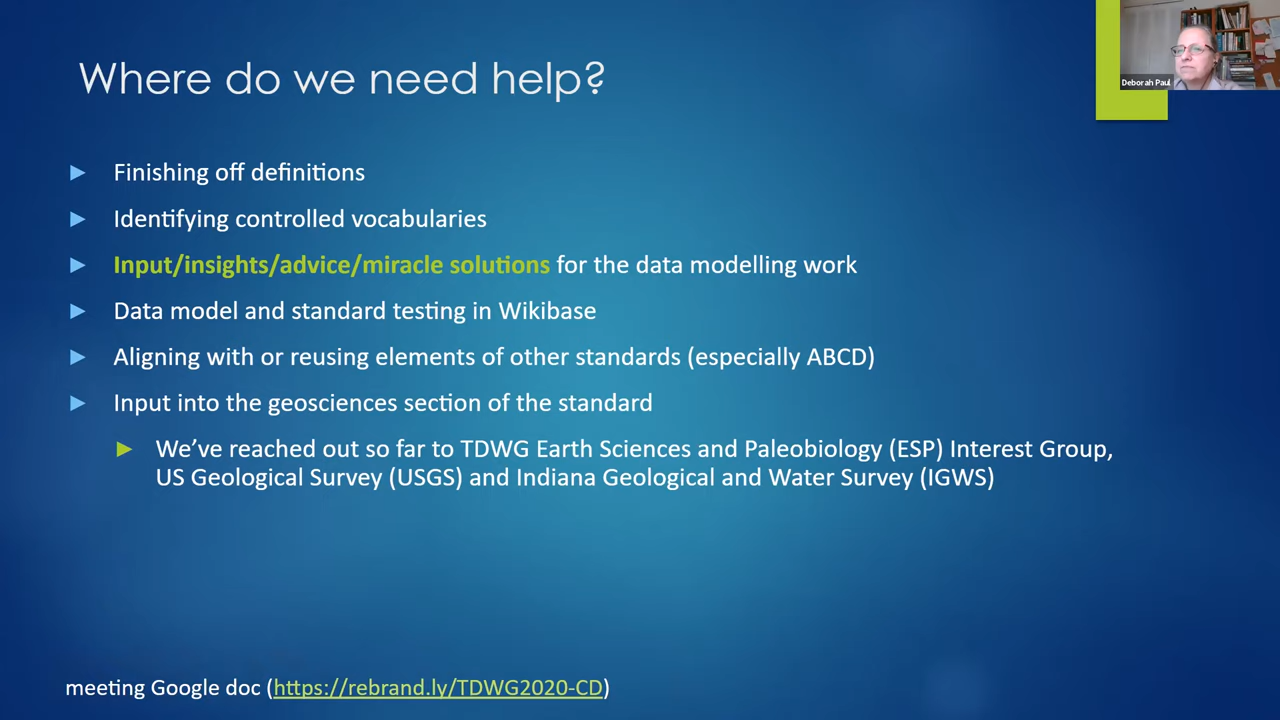 Where do we need help?
Deborah Paul
Finishing off definitions
Identifying controlled vocabularies
Input/insights/advice/miracle solutions for the data modelling work
Data model and standard testing in Wikibase
Aligning with or reusing elements of other standards (especially ABCD)
Input into the geosciences section of the standard
We’ve reached out so far to TDWG Earth Sciences and Paleobiology (ESP) Interest Group,
US Geological Survey (USGS) and Indiana Geological and Water Survey (IGWS)
meeting Google doc (https://rebrand.ly/TDWG2020-CD)